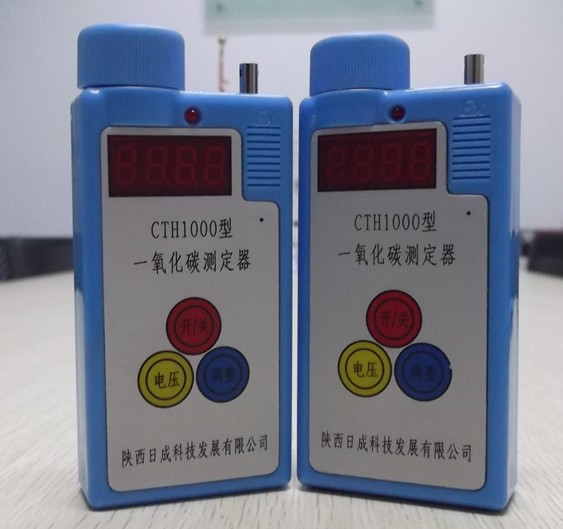 CTH1000型
一氧化碳测定器
开/关
电压
调整
陕西日成科技发展有限公司
CTH1000型
一氧化碳测定器
开/关
电压
调整
陕西日成科技发展有限公司